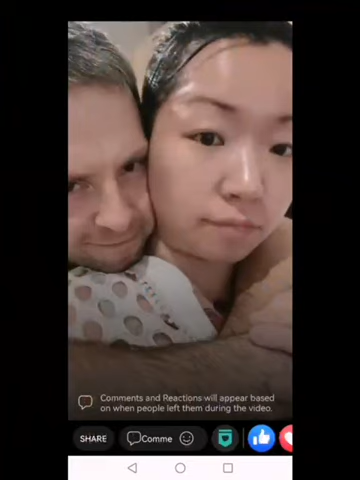 Comments and Reactions will appear based
on when people left them during the video.
SHARE
Comme